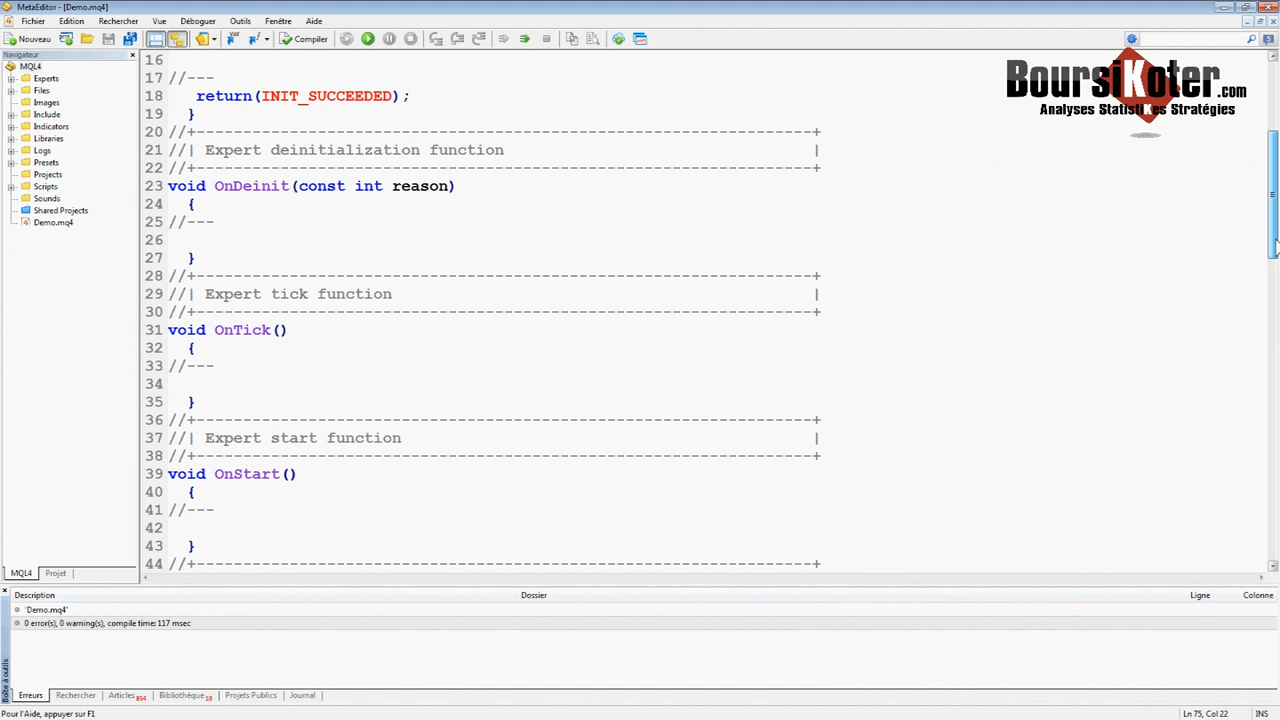 MetaEditor - [Demo.mq4]
Fichier Edition Rechercher Vue Déboguer Outils Fenêtre Aide
Nouveau Compiler
Navigateur
MQL4
Experts
Files
Images
Include
Indicators
Libraries
Logs
Presets
Projects
Scripts
Sounds
Shared Projects
Demo.mq4
MQL4 Projet
BoursiKoter.com
Analyses Statistikes Stratégies
16
17 //---
18 return(INIT_SUCCEEDED);
19 }
20 //+------------------------------------------------------------------+
21 //| Expert deinitialization function |
22 //+------------------------------------------------------------------+
23 void OnDeinit(const int reason)
24 {
25 //---
26
27 }
28 //+------------------------------------------------------------------+
29 //| Expert tick function |
30 //+------------------------------------------------------------------+
31 void OnTick()
32 {
33 //---
34
35 }
36 //+------------------------------------------------------------------+
37 //| Expert start function |
38 //+------------------------------------------------------------------+
39 void OnStart()
40 {
41 //---
42
43 }
44 //+------------------------------------------------------------------+
Description Dossier Ligne Colonne
'Demo.mq4'
0 error(s), 0 warning(s), compile time: 117 msec
Boîte à outils
Erreurs Rechercher Articles 854 Bibliothèque 10 Projets Publics Journal
Pour l'Aide, appuyer sur F1 Ln 75, Col 22 INS